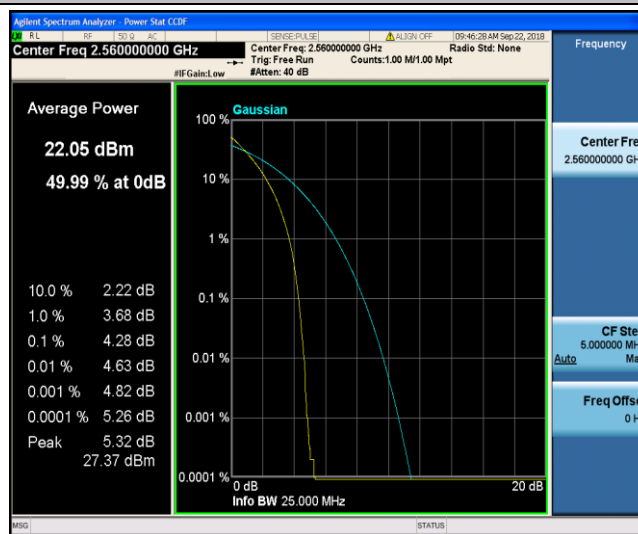 Agilent Spectrum Analyzer - Power Stat CCDF
RL RF 50 Ω AC SENSE:PULSE ALIGN OFF 09:46:28 AM Sep 22, 2018
Center Freq 2.560000000 GHz
Center Freq: 2.560000000 GHz Radio Std: None
Trig: Free Run Counts:1.00 M/1.00 Mpt
#IFGain:Low #Atten: 40 dB
Frequency
Average Power
22.05 dBm
49.99 % at 0dB
10.0 % 2.22 dB
1.0 % 3.68 dB
0.1 % 4.28 dB
0.01 % 4.63 dB
0.001 % 4.82 dB
0.0001 % 5.26 dB
Peak 5.32 dB
27.37 dBm
Gaussian
100 %
10 %
1 %
0.1 %
0.01 %
0.001 %
0.0001 %
0 dB 20 dB
Info BW 25.000 MHz
Center Fre
2.560000000 GH
CF Ste
5.000000 MH
Auto Ma
Freq Offse
0 H
MSG STATUS